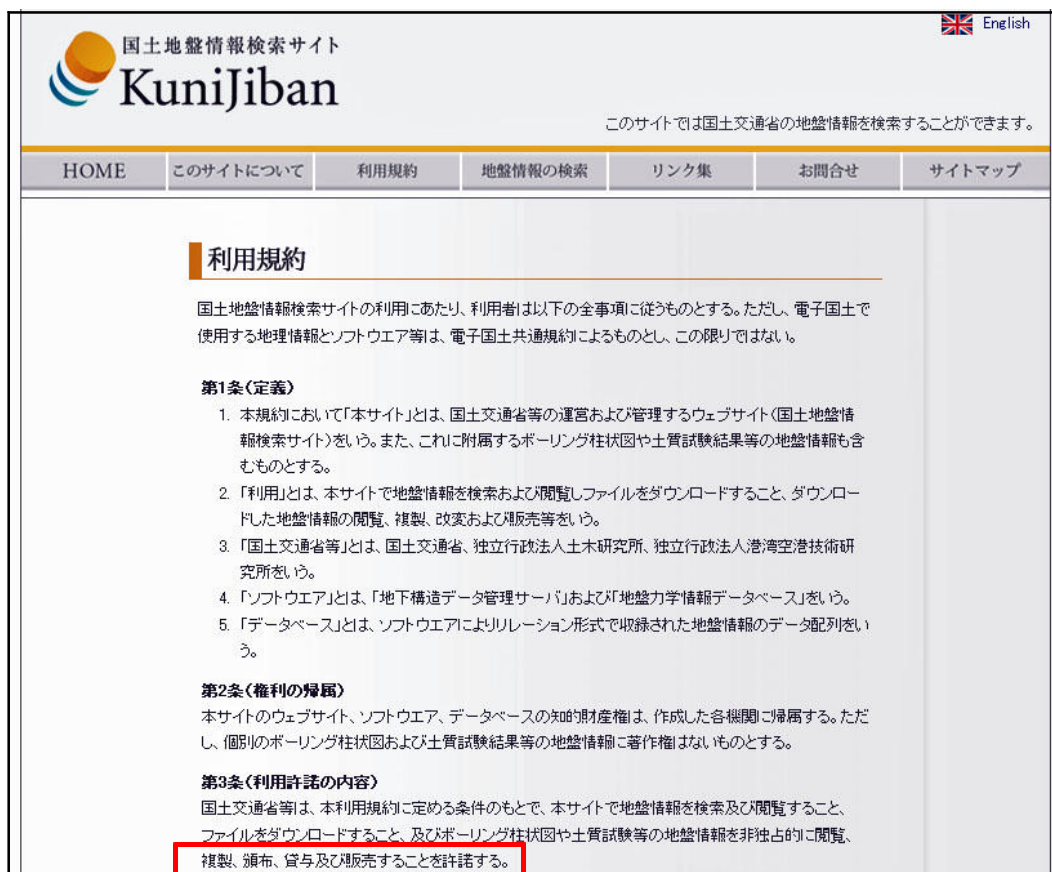 English
国土地盤情報検索サイト
KuniJiban
このサイトでは国土交通省の地盤情報を検索することができます。
HOME このサイトについて 利用規約 地盤情報の検索 リンク集 お問合せ サイトマップ
利用規約
国土地盤情報検索サイトの利用にあたり、利用者は以下の全事項に従うものとする。ただし、電子国土で
使用する地理情報とソフトウエア等は、電子国土共通規約によるものとし、この限りではない。
第1条(定義)
1. 本規約において「本サイト」とは、国土交通省等の運営および管理するウェブサイト(国土地盤情
報検索サイト)をいう。また、これに附属するボーリング柱状図や土質試験結果等の地盤情報も含
むものとする。
2. 「利用」とは、本サイトで地盤情報を検索および閲覧しファイルをダウンロードすること、ダウンロー
ドした地盤情報の閲覧、複製、改変および販売等をいう。
3. 「国土交通省等」とは、国土交通省、独立行政法人土木研究所、独立行政法人港湾空港技術研
究所をいう。
4. 「ソフトウエア」とは、「地下構造データ管理サーバ」および「地盤力学情報データベース」をいう。
5. 「データベース」とは、ソフトウエアによりリレーション形式で収録された地盤情報のデータ配列をい
う。
第2条(権利の帰属)
本サイトのウェブサイト、ソフトウエア、データベースの知的財産権は、作成した各機関に帰属する。ただ
し、個別のボーリング柱状図および土質試験結果等の地盤情報に著作権はないものとする。
第3条(利用許諾の内容)
国土交通省等は、本利用規約に定める条件のもとで、本サイトで地盤情報を検索及び閲覧すること、
ファイルをダウンロードすること、及びボーリング柱状図や土質試験等の地盤情報を非独占的に閲覧、
複製、頒布、貸与及び販売することを許諾する。